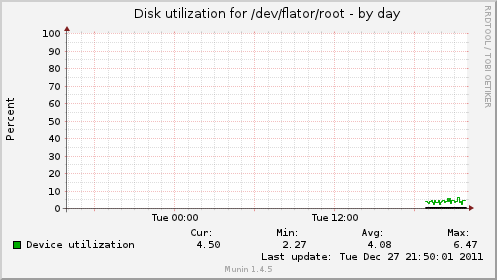 Disk utilization for /dev/flator/root - by day
RRDTOOL / TOBI OETIKER
Percent
100
90
80
70
60
50
40
30
20
10
0
Tue 00:00 Tue 12:00
Cur: Min: Avg: Max:
Device utilization 4.50 2.27 4.08 6.47
Last update: Tue Dec 27 21:50:01 2011
Munin 1.4.5